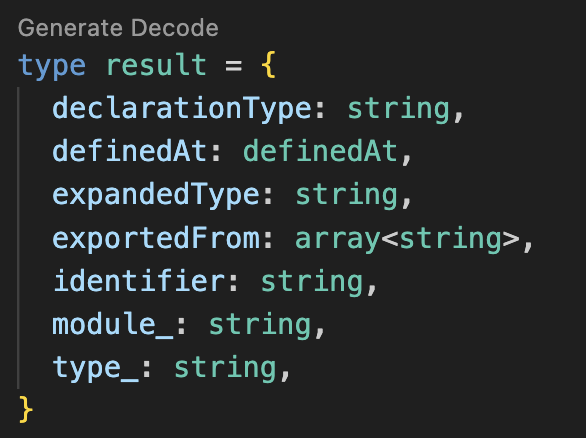 Generate Decode
type result = {
  declarationType: string,
  definedAt: definedAt,
  expandedType: string,
  exportedFrom: array<string>,
  identifier: string,
  module_: string,
  type_: string,
}